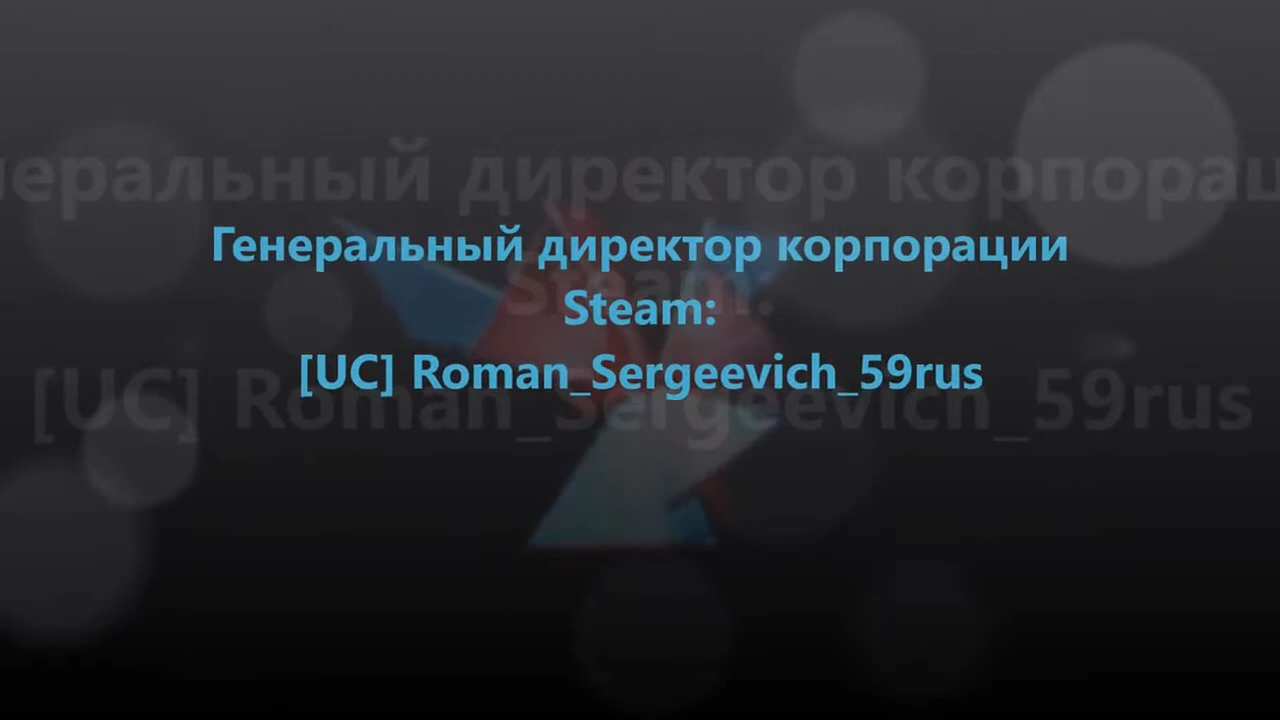 Генеральный директор корпорации
Steam:
[UC] Roman_Sergeevich_59rus